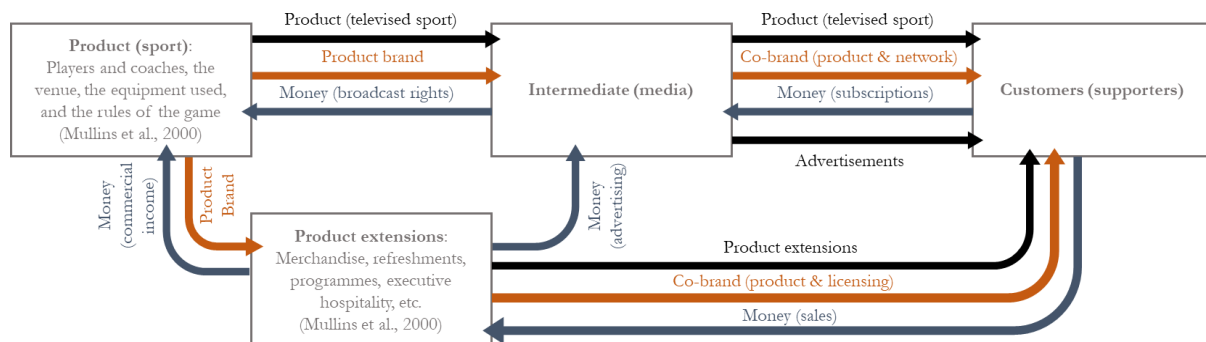 Product (televised sport)
Product (televised sport)
Product (sport):
Players and coaches, the
venue, the equipment used,
and the rules of the game
(Mullins et al., 2000)
Product brand
Co-brand (product & network)
Intermediate (media)
Customers (supporters)
Money (broadcast rights)
Money (subscriptions)
Advertisements
Money
(commercial
income)
Product
Brand
Money
(advertising)
Product extensions:
Merchandise, refreshments,
programmes, executive
hospitality, etc.
(Mullins et al., 2000)
Product extensions
Co-brand (product & licensing)
Money (sales)